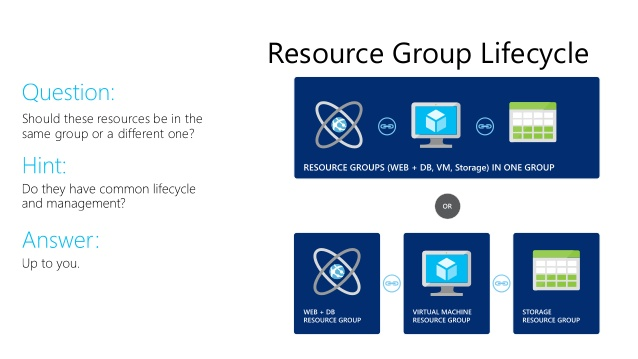 Resource Group Lifecycle
Question:
Should these resources be in the
same group or a different one?
Hint:
Do they have common lifecycle
and management?
Answer:
Up to you.
RESOURCE GROUPS (WEB + DB, VM, Storage) IN ONE GROUP
OR
WEB + DB
RESOURCE GROUP
VIRTUAL MACHINE
RESOURCE GROUP
STORAGE
RESOURCE GROUP